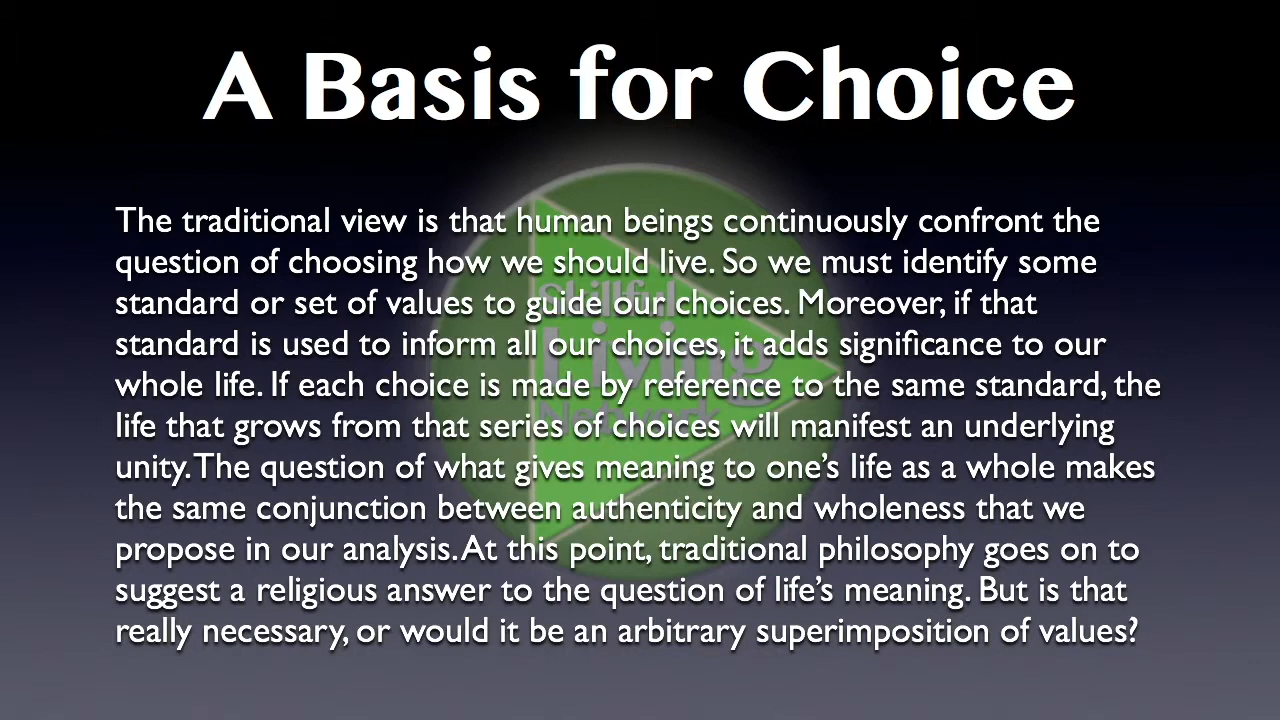 A Basis for Choice
The traditional view is that human beings continuously confront the
question of choosing how we should live. So we must identify some
standard or set of values to guide our choices. Moreover, if that
standard is used to inform all our choices, it adds significance to our
whole life. If each choice is made by reference to the same standard, the
life that grows from that series of choices will manifest an underlying
unity. The question of what gives meaning to one’s life as a whole makes
the same conjunction between authenticity and wholeness that we
propose in our analysis. At this point, traditional philosophy goes on to
suggest a religious answer to the question of life’s meaning. But is that
really necessary, or would it be an arbitrary superimposition of values?
Skillful
Living
Network